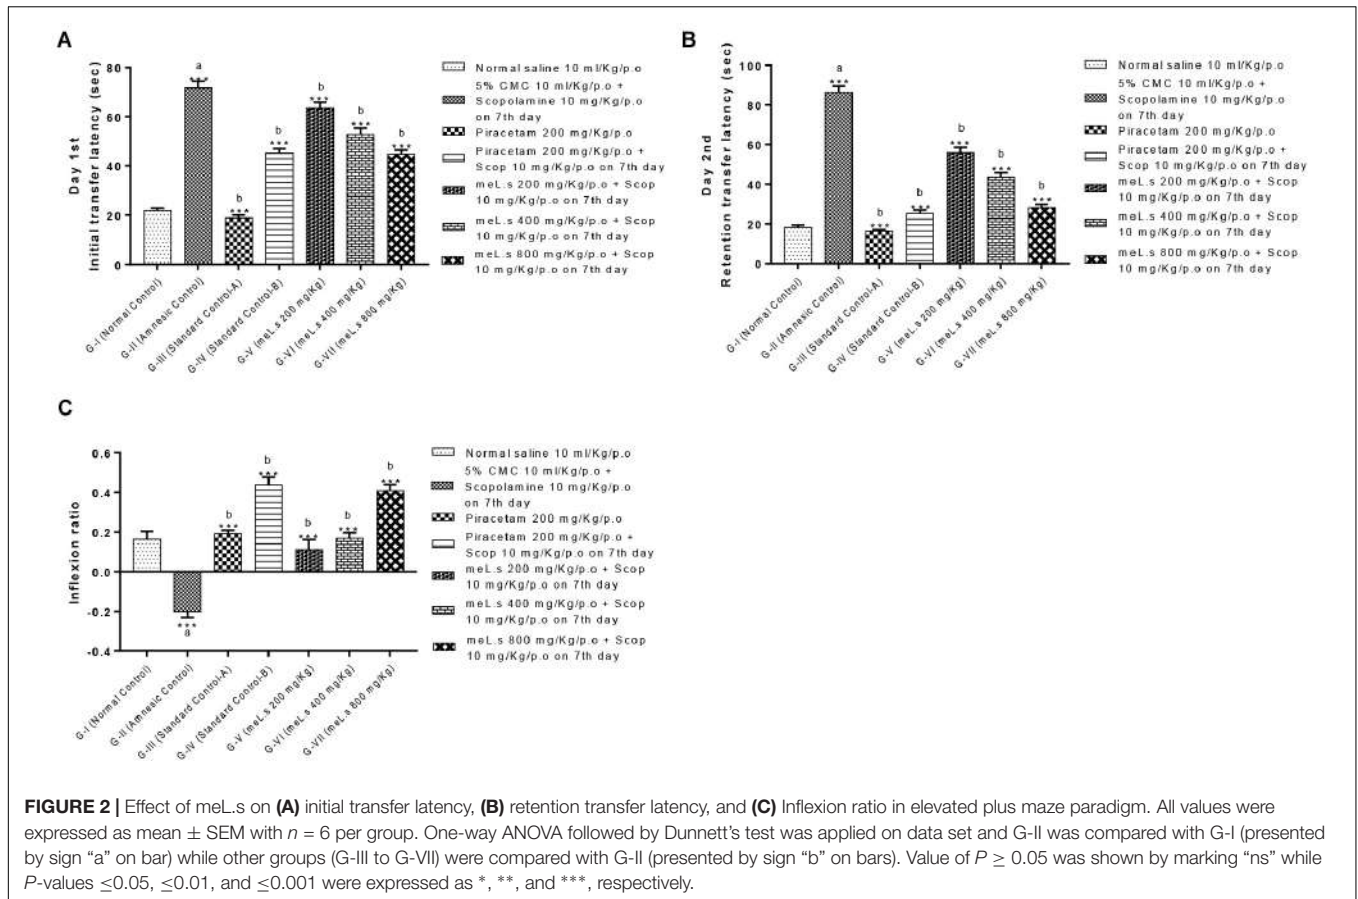 A
Initial transfer latency (sec)
Day 1st
80
60
40
20
0
a
***
b
***
b
***
b
***
b
***
b
***
G-I (Normal Control)
G-II (Amnesic Control)
G-III (Standard Control-A)
G-IV (Standard Control-B)
G-V (meL.s 200 mg/Kg)
G-VI (meL.s 400 mg/Kg)
G-VII (meL.s 800 mg/Kg)
Normal saline 10 ml/Kg/p.o
5% CMC 10 ml/Kg/p.o +
Scopolamine 10 mg/Kg/p.o
on 7th day
Piracetam 200 mg/Kg/p.o
Piracetam 200 mg/Kg/p.o +
Scop 10 mg/Kg/p.o on 7th day
meL.s 200 mg/Kg/p.o + Scop
10 mg/Kg/p.o on 7th day
meL.s 400 mg/Kg/p.o + Scop
10 mg/Kg/p.o on 7th day
meL.s 800 mg/Kg/p.o + Scop
10 mg/Kg/p.o on 7th day
B
Day 2nd
Retention transfer latency (sec)
100
80
60
40
20
0
a
***
b
***
b
***
b
***
b
***
b
***
G-I (Normal Control)
G-II (Amnesic Control)
G-III (Standard Control-A)
G-IV (Standard Control-B)
G-V (meL.s 200 mg/Kg)
G-VI (meL.s 400 mg/Kg)
G-VII (meL.s 800 mg/Kg)
Normal saline 10 ml/Kg/p.o
5% CMC 10 ml/Kg/p.o +
Scopolamine 10 mg/Kg/p.o
on 7th day
Piracetam 200 mg/Kg/p.o
Piracetam 200 mg/Kg/p.o +
Scop 10 mg/Kg/p.o on 7th day
meL.s 200 mg/Kg/p.o + Scop
10 mg/Kg/p.o on 7th day
meL.s 400 mg/Kg/p.o + Scop
10 mg/Kg/p.o on 7th day
meL.s 800 mg/Kg/p.o + Scop
10 mg/Kg/p.o on 7th day
C
Inflexion ratio
0.6
0.4
0.2
0.0
-0.2
-0.4
***
a
b
***
b
***
b
***
b
***
b
***
G-I (Normal Control)
G-II (Amnesic Control)
G-III (Standard Control-A)
G-IV (Standard Control-B)
G-V (meL.s 200 mg/Kg)
G-VI (meL.s 400 mg/Kg)
G-VII (meL.s 800 mg/Kg)
Normal saline 10 ml/Kg/p.o
5% CMC 10 ml/Kg/p.o +
Scopolamine 10 mg/Kg/p.o
on 7th day
Piracetam 200 mg/Kg/p.o
Piracetam 200 mg/Kg/p.o +
Scop 10 mg/Kg/p.o on 7th day
meL.s 200 mg/Kg/p.o + Scop
10 mg/Kg/p.o on 7th day
meL.s 400 mg/Kg/p.o + Scop
10 mg/Kg/p.o on 7th day
meL.s 800 mg/Kg/p.o + Scop
10 mg/Kg/p.o on 7th day
FIGURE 2 | Effect of meL.s on (A) initial transfer latency, (B) retention transfer latency, and (C) Inflexion ratio in elevated plus maze paradigm. All values were
expressed as mean ± SEM with n = 6 per group. One-way ANOVA followed by Dunnett's test was applied on data set and G-II was compared with G-I (presented
by sign “a” on bar) while other groups (G-III to G-VII) were compared with G-II (presented by sign “b” on bars). Value of P ≥ 0.05 was shown by marking “ns” while
P-values ≤0.05, ≤0.01, and ≤0.001 were expressed as *, **, and ***, respectively.